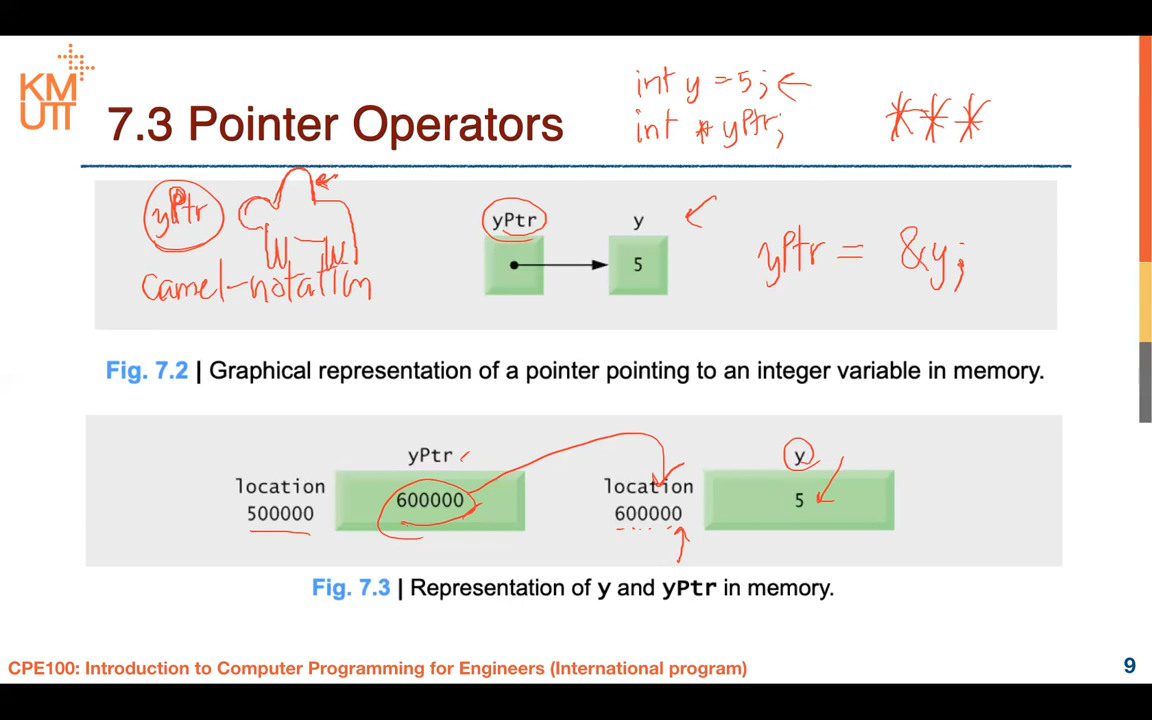 KM
UTT
7.3 Pointer Operators
int y = 5;
int * yPtr;
***
yPtr
camel-notation
yPtr
y
5
yPtr = &y;
Fig. 7.2 | Graphical representation of a pointer pointing to an integer variable in memory.
yPtr
y
location
500000
600000
location
600000
5
Fig. 7.3 | Representation of y and yPtr in memory.
CPE100: Introduction to Computer Programming for Engineers (International program)
9